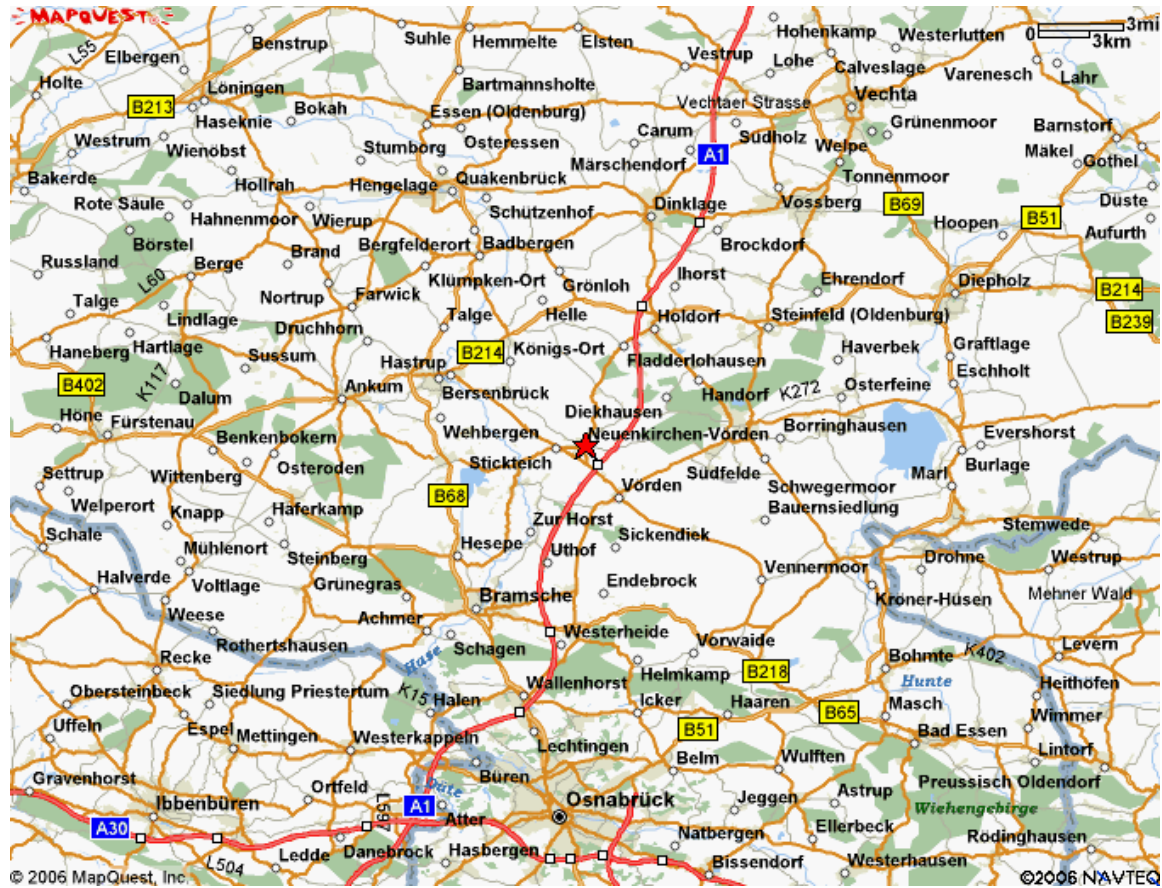 MAPQUEST
3mi
0
3km
L55
Suhle
Hemmelte
Elsten
Hohenkamp
Westerlutten
Benstrup
Elbergen
Vestrup
Lohe
Calveslage
Varenesch
Lahr
Holte
Löningen
Bartmannsholte
Vechtaer Strasse
Vechta
B213
Haseknie
Bokah
Essen (Oldenburg)
Carum
Sudholz
Grünenmoor
Barnstorf
Westrum
Wienöbst
Stumborg
Osteressen
Märschendorf
A1
Welpe
Mäkel
Gothel
Bakerde
Hollrah
Hengelage
Quakenbrück
Tonnenmoor
Rote Säule
Hahnenmoor
Wierup
Schützenhof
Dinklage
Vossberg
B69
Hoopen
B51
Düste
Börstel
Brand
Bergfelderort
Badbergen
Brockdorf
Aufurth
Russland
L60
Berge
Klümpken-Ort
Grönloh
Ihorst
Ehrendorf
Diepholz
B214
Talge
Lindlage
Nortrup
Farwick
Helle
Holdorf
Steinfeld (Oldenburg)
B239
Haneberg
Hartlage
Druchhorn
Talge
Königs-Ort
Sussum
Hastrup
B214
Fladderlohausen
Haverbek
Graftlage
B402
K117
Dalum
Ankum
Bersenbrück
Handorf
K272
Osterfeine
Eschholt
Höne
Fürstenau
Diekhausen
Benkenbokern
Wehbergen
Neuenkirchen-Vörden
Borringhausen
Evershorst
Settrup
Wittenberg
Osteroden
Stickteich
Südfelde
Marl
Burlage
Welperort
B68
Vörden
Schwegermoor
Knapp
Haferkamp
Zur Horst
Bauernsiedlung
Stemwede
Schale
Mühlenort
Steinberg
Hesepe
Uthof
Sickendiek
Drohne
Westrup
Halverde
Voltlage
Grünegras
Endebrock
Vennermoor
Weese
Achmer
Bramsche
Kroner-Husen
Mehner Wald
Rothertshausen
Schagen
Westerheide
Vorwaide
Levern
Recke
Hase
Helmkamp
B218
Bohmte
K402
Obersteinbeck
Siedlung Priestertum
K15
Halen
Wallenhorst
Hunte
Heithöfen
Uffeln
Espel
Icker
Haaren
B65
Masch
Wimmer
Mettingen
Westerkappeln
Lechtingen
B51
Bad Essen
Lintorf
Gravenhorst
Büren
Belm
Wulften
Preussisch Oldendorf
Ibbenbüren
Ortfeld
Düte
Osnabrück
Jeggen
Astrup
Wiehengebirge
A30
L597
A1
Atter
Natbergen
Ellerbeck
Rödinghausen
L504
Ledde
Danebrock
Hasbergen
Bissendorf
Westerhausen
© 2006 MapQuest, Inc.
©2006 NAVTEQ